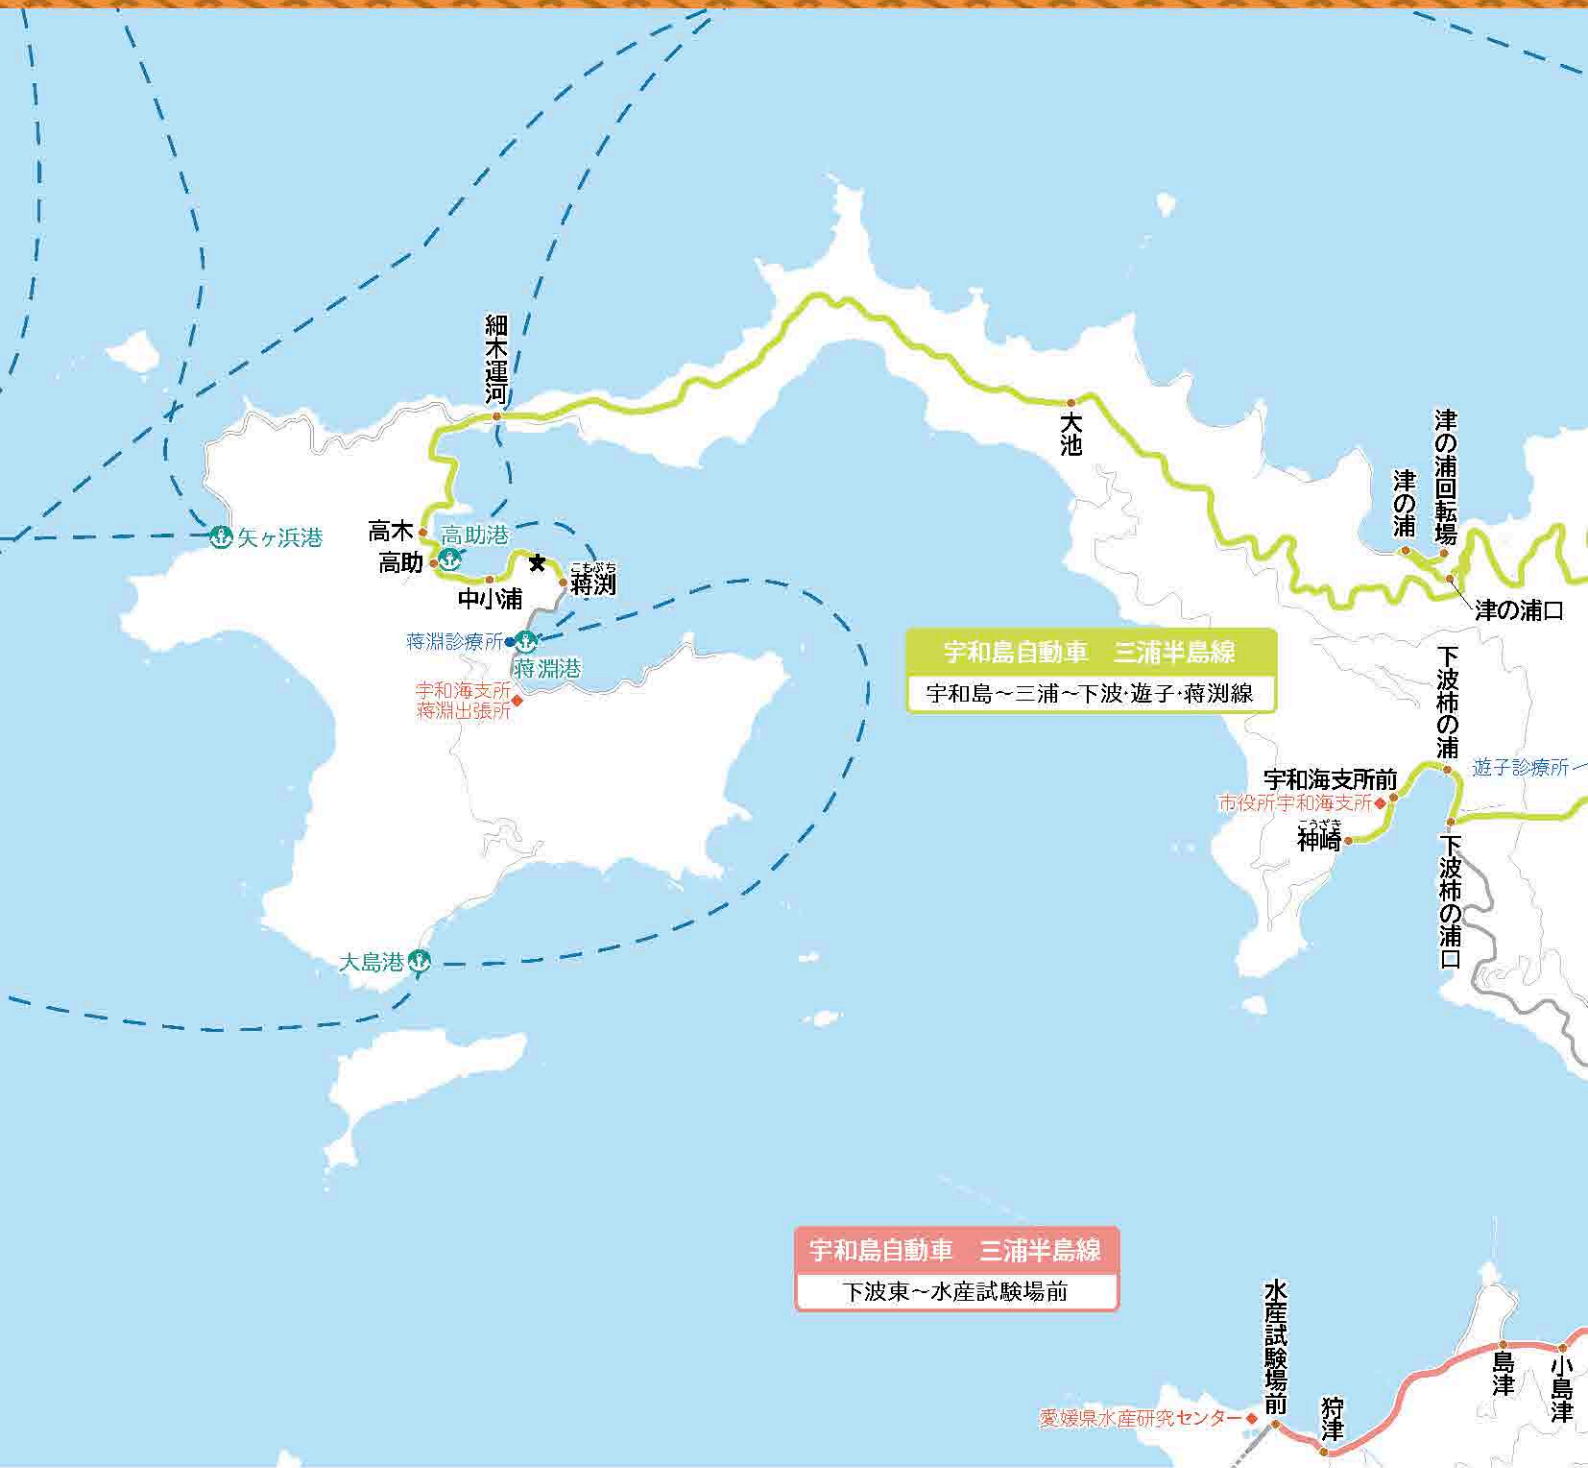 細木運河
大池
津の浦回転場
津の浦
高木
高助港
高助
矢ヶ浜港
こもぶち
蒋渕
中小浦
津の浦口
蒋淵診療所
蒋淵港
宇和海支所
蒋淵出張所
宇和島自動車 三浦半島線
宇和島～三浦～下波・遊子・蒋渕線
下波柿の浦
遊子診療所
宇和海支所前
市役所宇和海支所
こうざき
神崎
下波柿の浦口
大島港
宇和島自動車 三浦半島線
下波東～水産試験場前
水産試験場前
島津
小島津
狩津
愛媛県水産研究センター